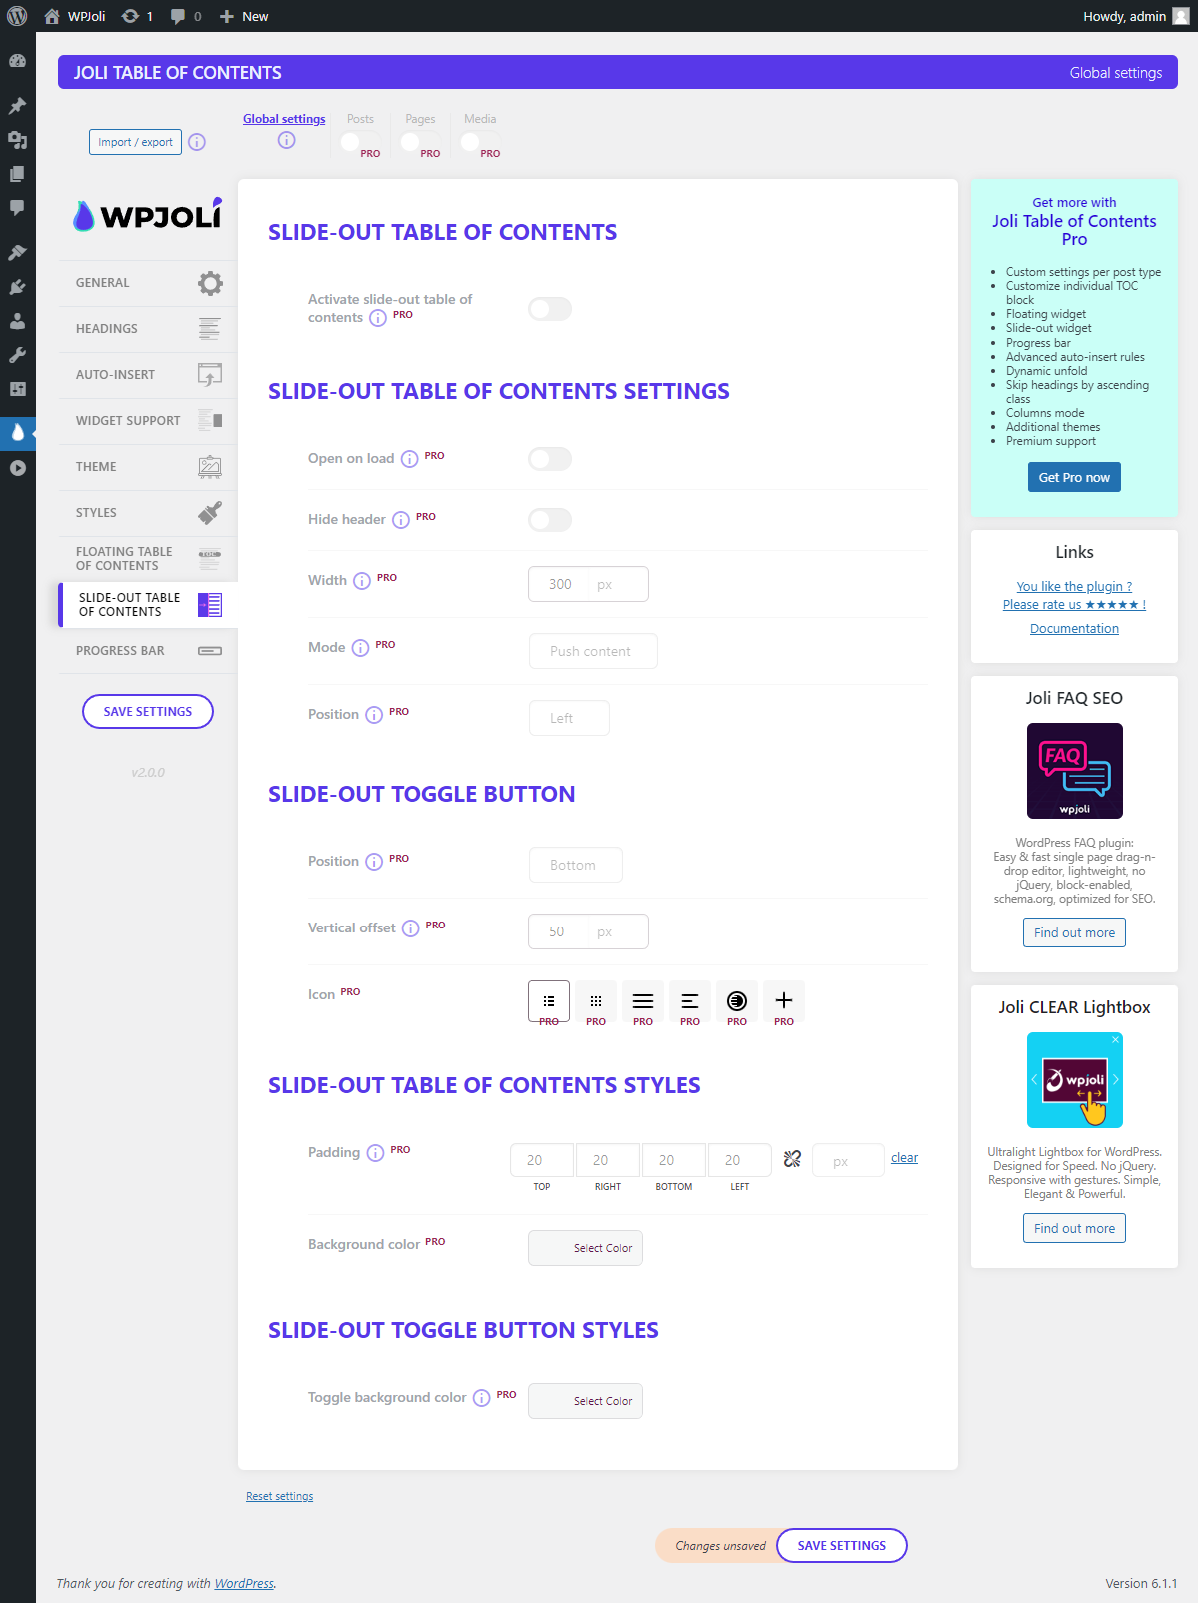 WPJoli 1 0 New Howdy, admin
JOLI TABLE OF CONTENTS Global settings
Import / export
Global settings
Posts
PRO
Pages
PRO
Media
PRO
WPJOLI
GENERAL
HEADINGS
AUTO-INSERT
WIDGET SUPPORT
THEME
STYLES
FLOATING TABLE
OF CONTENTS
TOC
SLIDE-OUT TABLE
OF CONTENTS
PROGRESS BAR
SAVE SETTINGS
v2.0.0
SLIDE-OUT TABLE OF CONTENTS
Activate slide-out table of
contents PRO
SLIDE-OUT TABLE OF CONTENTS SETTINGS
Open on load PRO
Hide header PRO
Width PRO 300 px
Mode PRO Push content
Position PRO Left
SLIDE-OUT TOGGLE BUTTON
Position PRO Bottom
Vertical offset PRO 50 px
Icon PRO
PRO PRO PRO PRO PRO PRO
SLIDE-OUT TABLE OF CONTENTS STYLES
Padding PRO 20 20 20 20 px clear
TOP RIGHT BOTTOM LEFT
Background color PRO Select Color
SLIDE-OUT TOGGLE BUTTON STYLES
Toggle background color PRO Select Color
Reset settings
Changes unsaved SAVE SETTINGS
Get more with
Joli Table of Contents
Pro
• Custom settings per post type
• Customize individual TOC
block
• Floating widget
• Slide-out widget
• Progress bar
• Advanced auto-insert rules
• Dynamic unfold
• Skip headings by ascending
class
• Columns mode
• Additional themes
• Premium support
Get Pro now
Links
You like the plugin ?
Please rate us ★★★★★ !
Documentation
Joli FAQ SEO
FAQ
wpjoli
WordPress FAQ plugin:
Easy & fast single page drag-n-
drop editor, lightweight, no
jQuery, block-enabled,
schema.org, optimized for SEO.
Find out more
Joli CLEAR Lightbox
wpjoli
Ultralight Lightbox for WordPress.
Designed for Speed. No jQuery.
Responsive with gestures. Simple,
Elegant & Powerful.
Find out more
Thank you for creating with WordPress. Version 6.1.1